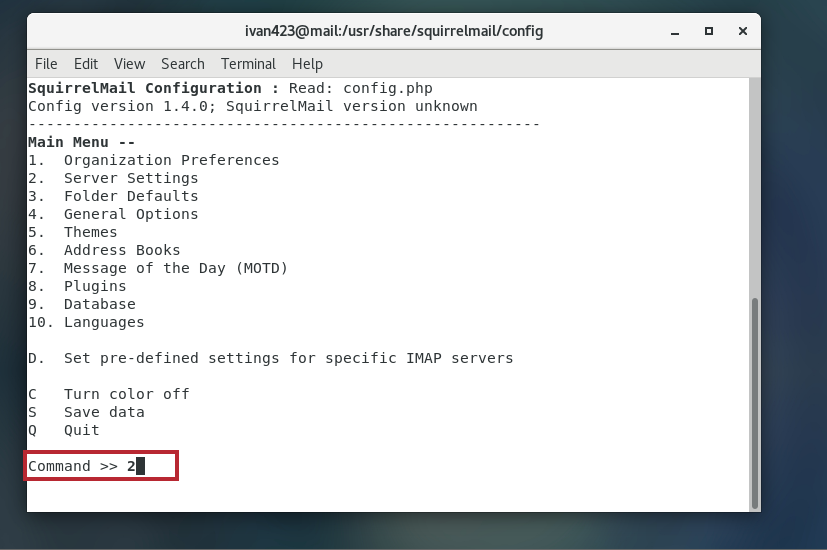 ivan423@mail:/usr/share/squirrelmail/config
File Edit View Search Terminal Help
SquirrelMail Configuration : Read: config.php
Config version 1.4.0; SquirrelMail version unknown
---------------------------------------------------------
Main Menu --
1.  Organization Preferences
2.  Server Settings
3.  Folder Defaults
4.  General Options
5.  Themes
6.  Address Books
7.  Message of the Day (MOTD)
8.  Plugins
9.  Database
10. Languages
D.  Set pre-defined settings for specific IMAP servers
C   Turn color off
S   Save data
Q   Quit
Command >> 2